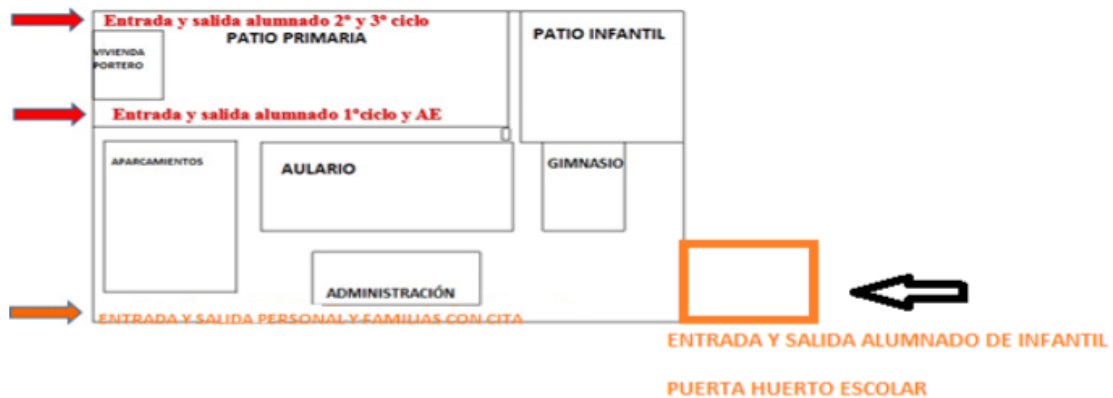 Entrada y salida alumnado 2º y 3º ciclo
PATIO PRIMARIA
PATIO INFANTIL
VIVIENDA
PORTERO
Entrada y salida alumnado 1ºciclo y AE
APARCAMIENTOS
AULARIO
GIMNASIO
ADMINISTRACIÓN
ENTRADA Y SALIDA PERSONAL Y FAMILIAS CON CITA
ENTRADA Y SALIDA ALUMNADO DE INFANTIL
PUERTA HUERTO ESCOLAR